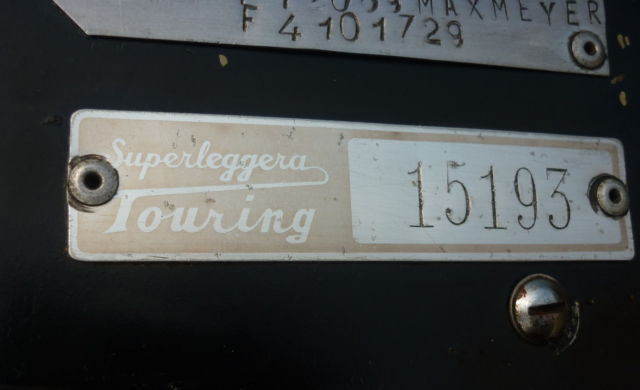 MAXMEYER
F 4101729
Superleggera
Touring
15193